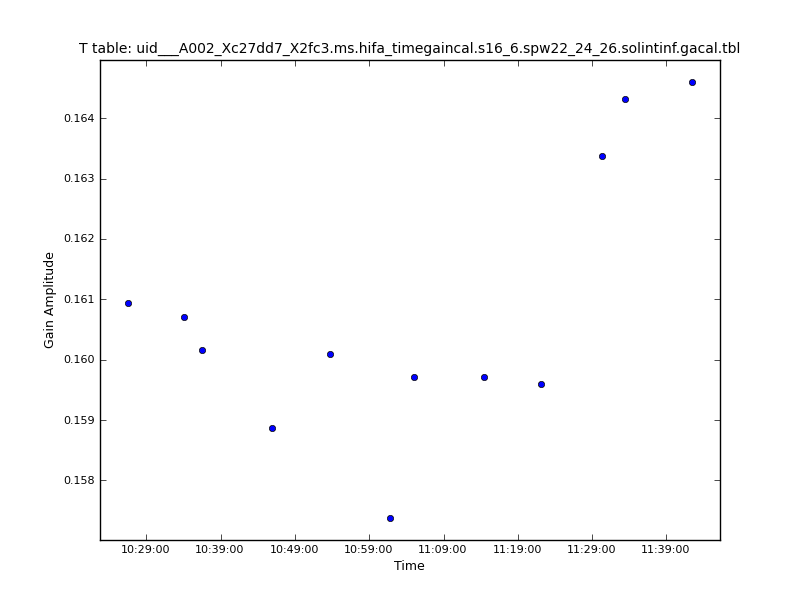 T table: uid___A002_Xc27dd7_X2fc3.ms.hifa_timegaincal.s16_6.spw22_24_26.solintinf.gacal.tbl
0.164
0.163
0.162
0.161
0.160
0.159
0.158
Gain Amplitude
10:29:00 10:39:00 10:49:00 10:59:00 11:09:00 11:19:00 11:29:00 11:39:00
Time